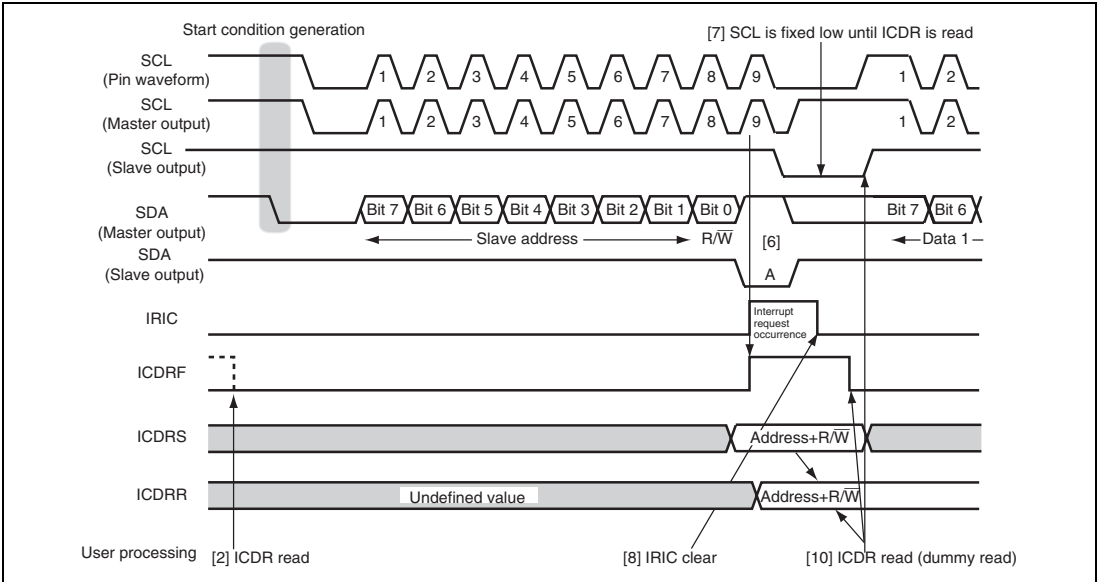 Start condition generation
[7] SCL is fixed low until ICDR is read
SCL
(Pin waveform)
1 2 3 4 5 6 7 8 9 1 2
SCL
(Master output)
1 2 3 4 5 6 7 8 9 1 2
SCL
(Slave output)
SDA
(Master output)
Bit 7 Bit 6 Bit 5 Bit 4 Bit 3 Bit 2 Bit 1 Bit 0 Bit 7 Bit 6
Slave address R/W̅ [6] Data 1
SDA
(Slave output)
A
IRIC
Interrupt
request
occurrence
ICDRF
ICDRS
Address+R/W̅
ICDRR
Undefined value
Address+R/W̅
User processing
[2] ICDR read
[8] IRIC clear
[10] ICDR read (dummy read)